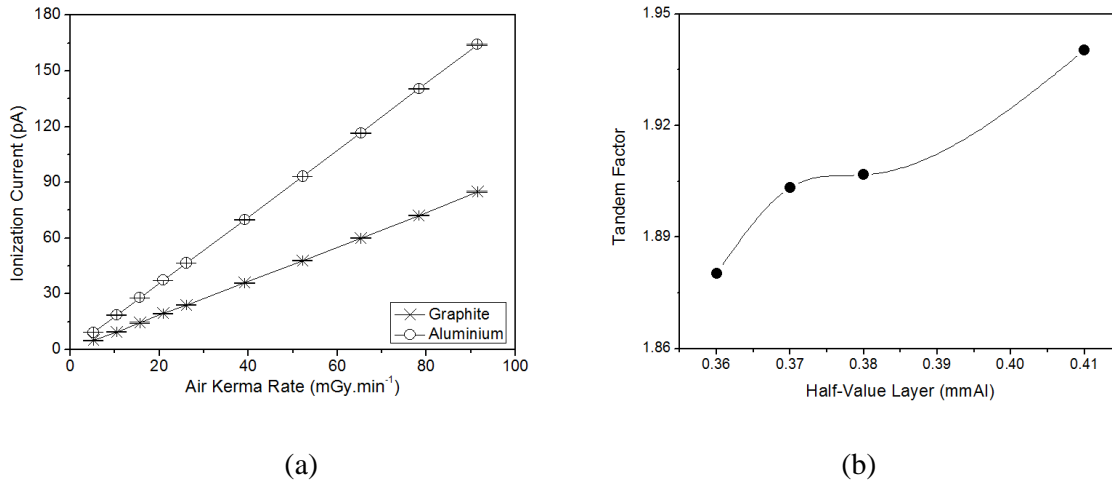 180
150
120
90
60
30
0
Ionization Current (pA)
Graphite
Aluminium
0 20 40 60 80 100
Air Kerma Rate (mGy.min⁻¹)
(a)
1.95
1.92
1.89
1.86
Tandem Factor
0.36 0.37 0.38 0.39 0.40 0.41
Half-Value Layer (mmAl)
(b)